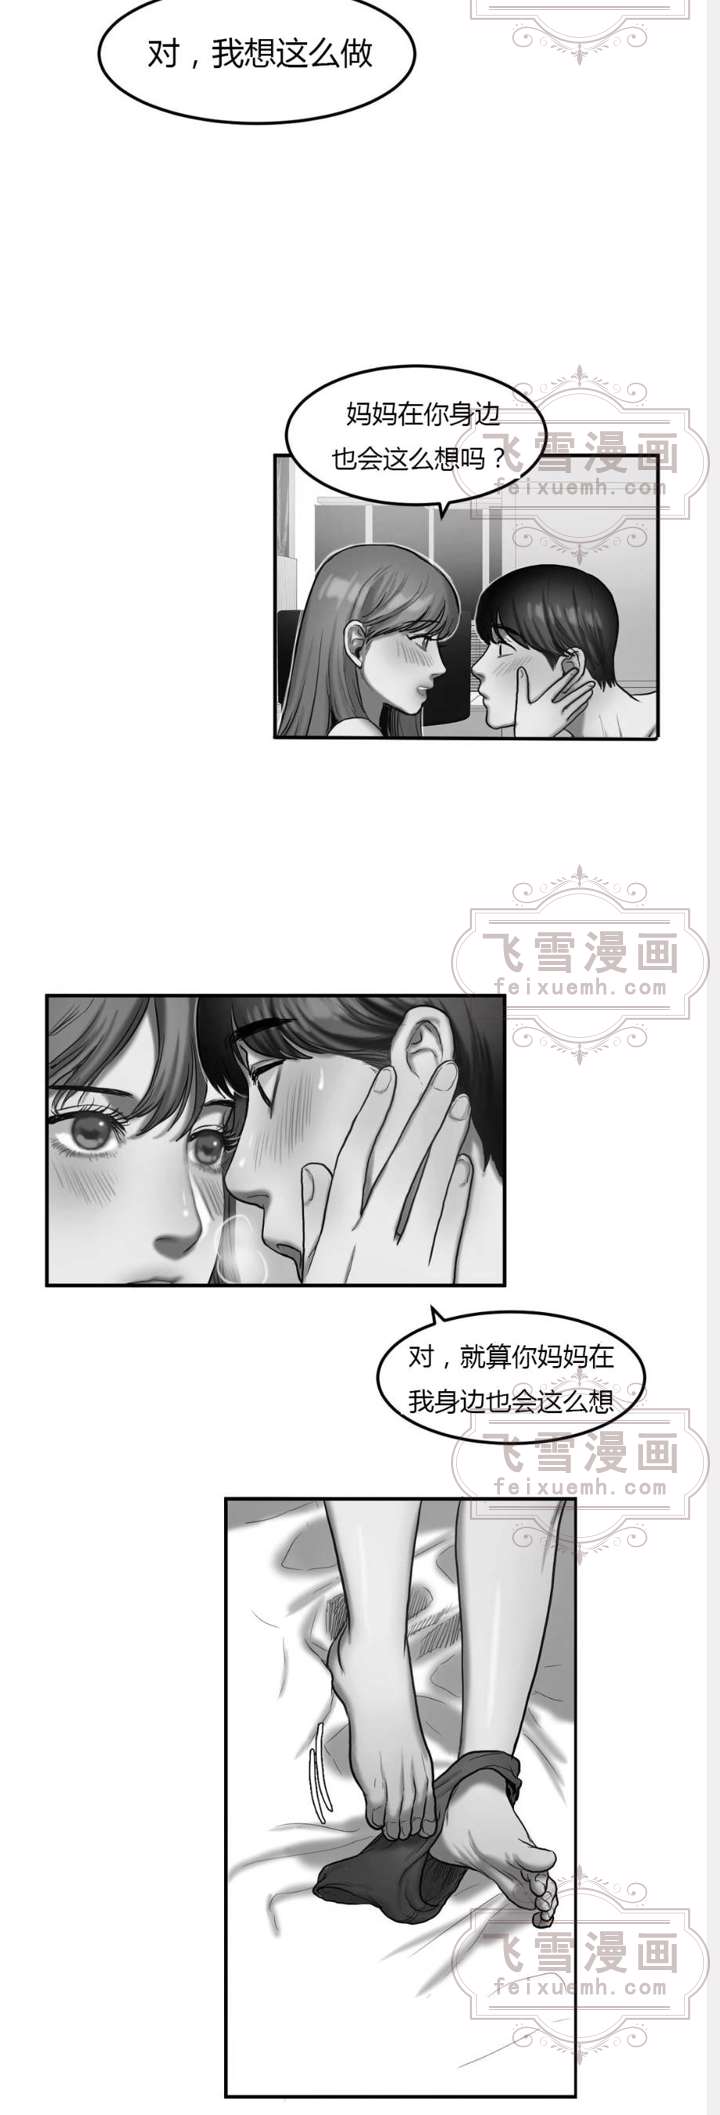 对，我想这么做
妈妈在你身边
也会这么想吗？
飞雪漫画
feixuemh.com
飞雪漫画
feixuemh.com
对，就算你妈妈在
我身边也会这么想
飞雪漫画
feixuemh.com
飞雪漫画
feixuemh.com